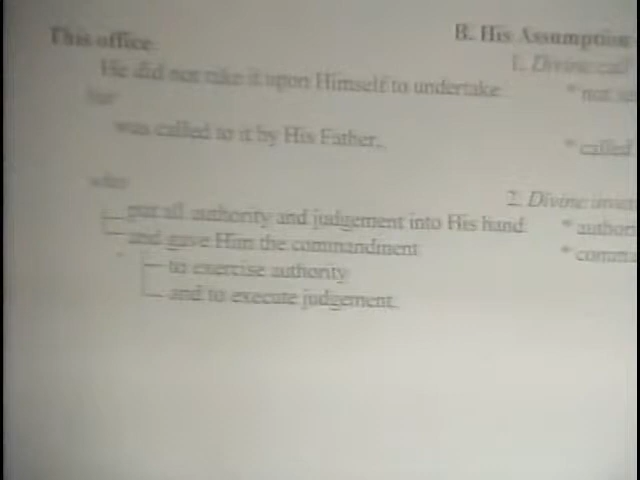 This office
He did not take it upon Himself to undertake
but
was called to it by His Father,
who
put all authority and judgement into His hand
and gave Him the commandment
to exercise authority
and to execute judgement.
B. His Assumption
1. Divine call
* not
* called
2. Divine
*
*